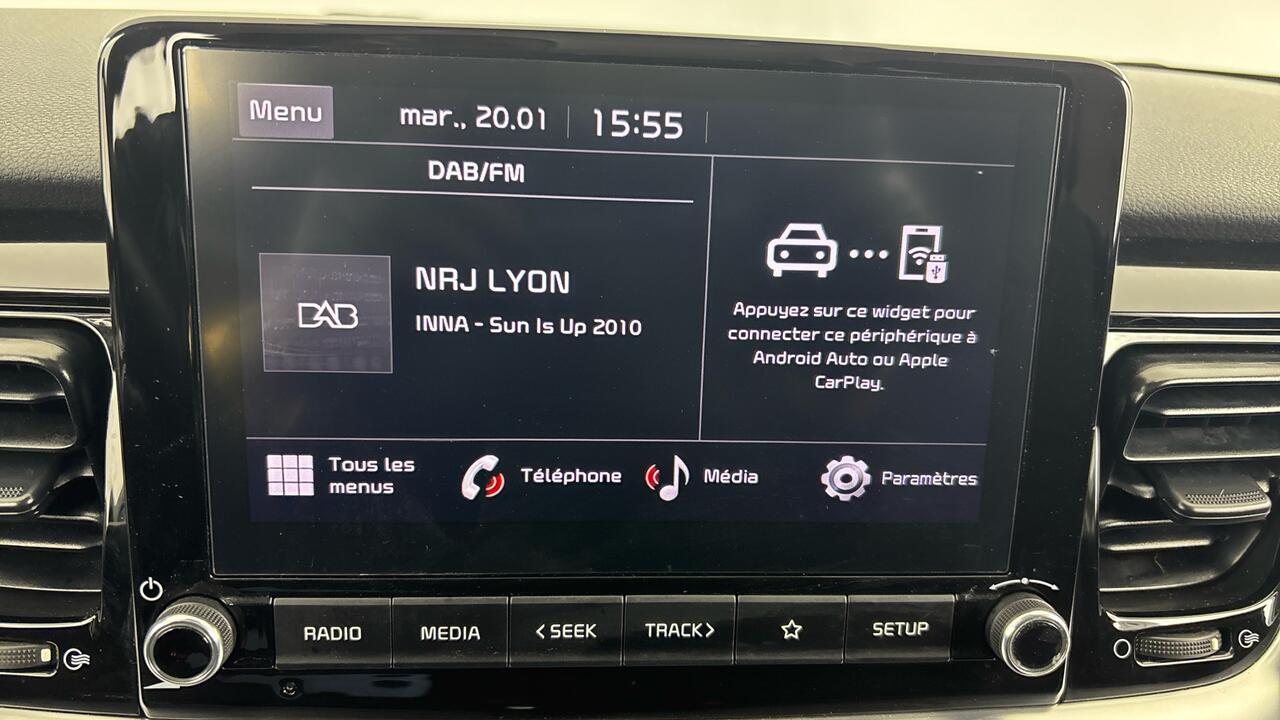 Menu
mar., 20.01
15:55
DAB/FM
DAB
NRJ LYON
INNA - Sun Is Up 2010
Appuyez sur ce widget pour
connecter ce périphérique à
Android Auto ou Apple
CarPlay.
Tous les
menus
Téléphone
Média
Paramètres
RADIO
MEDIA
<SEEK
TRACK>
SETUP